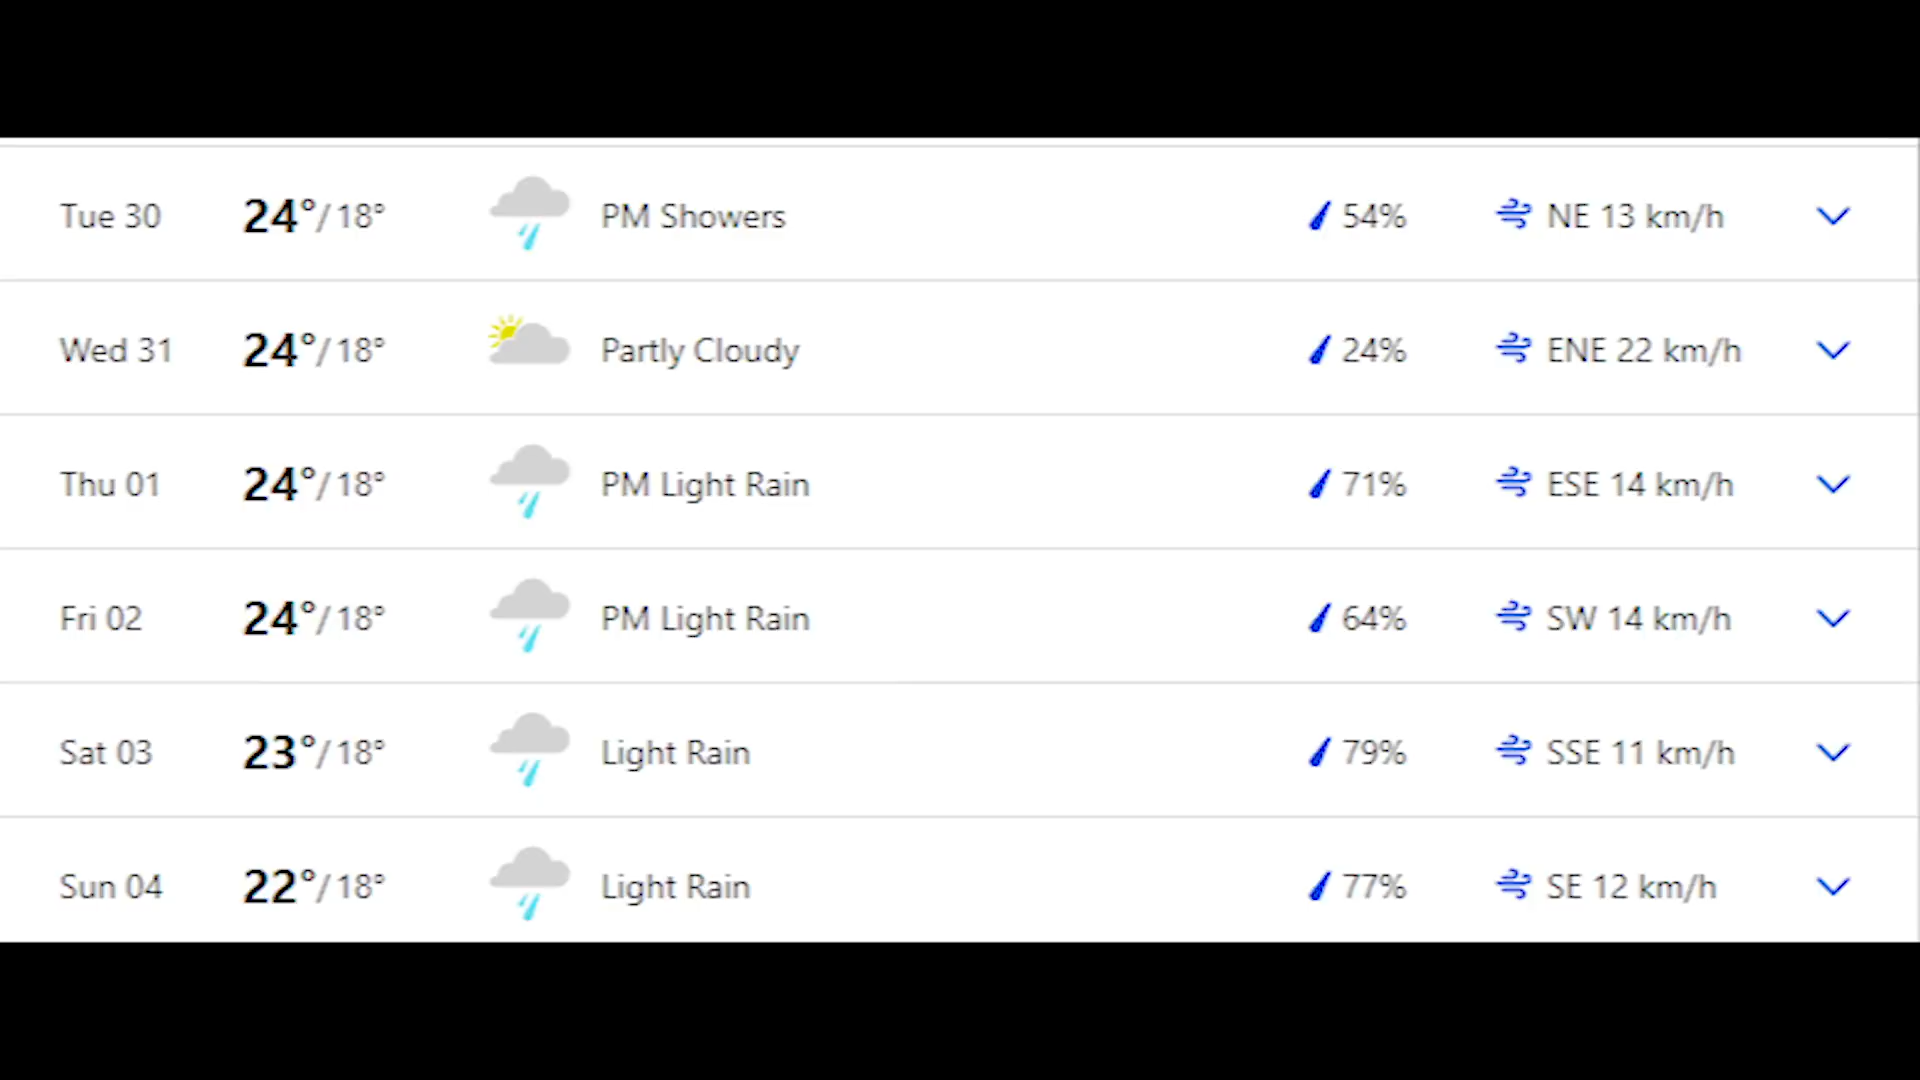 Tue 30 24°/18° PM Showers 54% NE 13 km/h
Wed 31 24°/18° Partly Cloudy 24% ENE 22 km/h
Thu 01 24°/18° PM Light Rain 71% ESE 14 km/h
Fri 02 24°/18° PM Light Rain 64% SW 14 km/h
Sat 03 23°/18° Light Rain 79% SSE 11 km/h
Sun 04 22°/18° Light Rain 77% SE 12 km/h